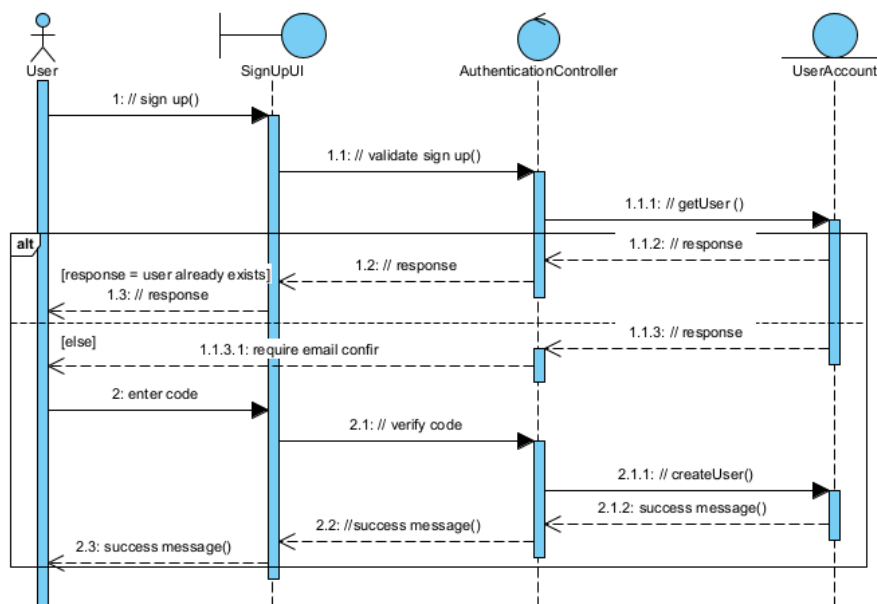 User
SignUpUI
AuthenticationController
UserAccount
1: // sign up()
1.1: // validate sign up()
1.1.1: // getUser ()
alt
1.1.2: // response
1.2: // response
[response = user already exists]
1.3: // response
1.1.3: // response
[else]
1.1.3.1: require email confir
2: enter code
2.1: // verify code
2.1.1: // createUser()
2.1.2: success message()
2.2: //success message()
2.3: success message()